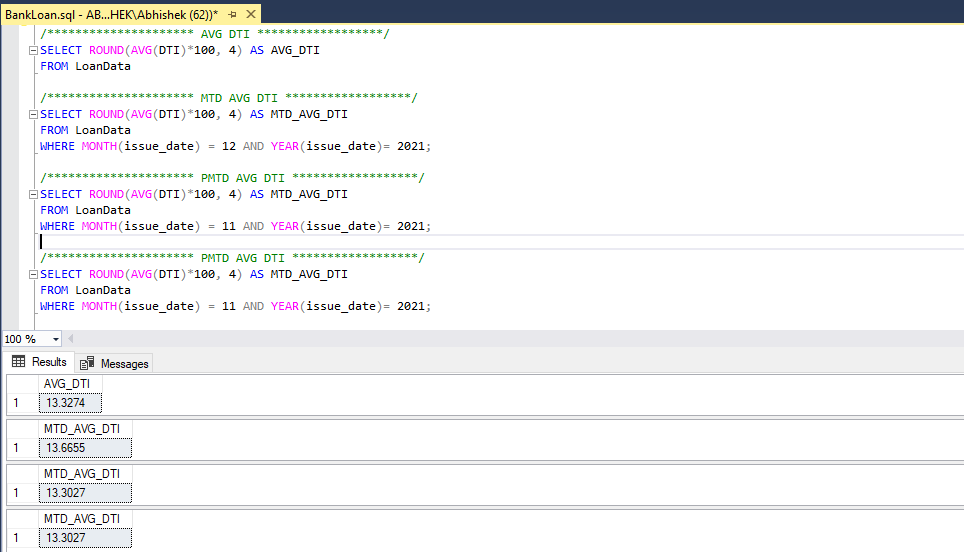 BankLoan.sql - AB...HEK\Abhishek (62))*
/********************* AVG DTI ******************/
SELECT ROUND(AVG(DTI)*100, 4) AS AVG_DTI
FROM LoanData
/********************* MTD AVG DTI ******************/
SELECT ROUND(AVG(DTI)*100, 4) AS MTD_AVG_DTI
FROM LoanData
WHERE MONTH(issue_date) = 12 AND YEAR(issue_date)= 2021;
/********************* PMTD AVG DTI ******************/
SELECT ROUND(AVG(DTI)*100, 4) AS MTD_AVG_DTI
FROM LoanData
WHERE MONTH(issue_date) = 11 AND YEAR(issue_date)= 2021;
/********************* PMTD AVG DTI ******************/
SELECT ROUND(AVG(DTI)*100, 4) AS MTD_AVG_DTI
FROM LoanData
WHERE MONTH(issue_date) = 11 AND YEAR(issue_date)= 2021;
100 %
Results Messages
AVG_DTI
1 13.3274
MTD_AVG_DTI
1 13.6655
MTD_AVG_DTI
1 13.3027
MTD_AVG_DTI
1 13.3027